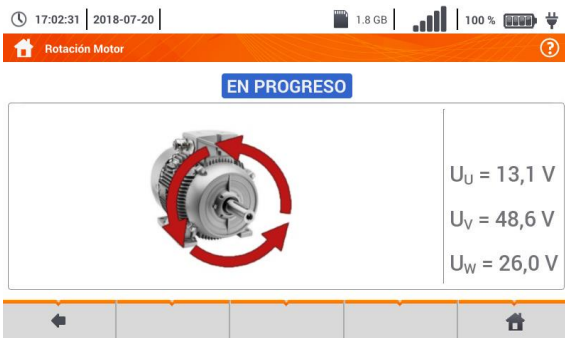 17:02:31 2018-07-20 1.8 GB 100 %
Rotación Motor
EN PROGRESO
UU = 13,1 V
UV = 48,6 V
UW = 26,0 V